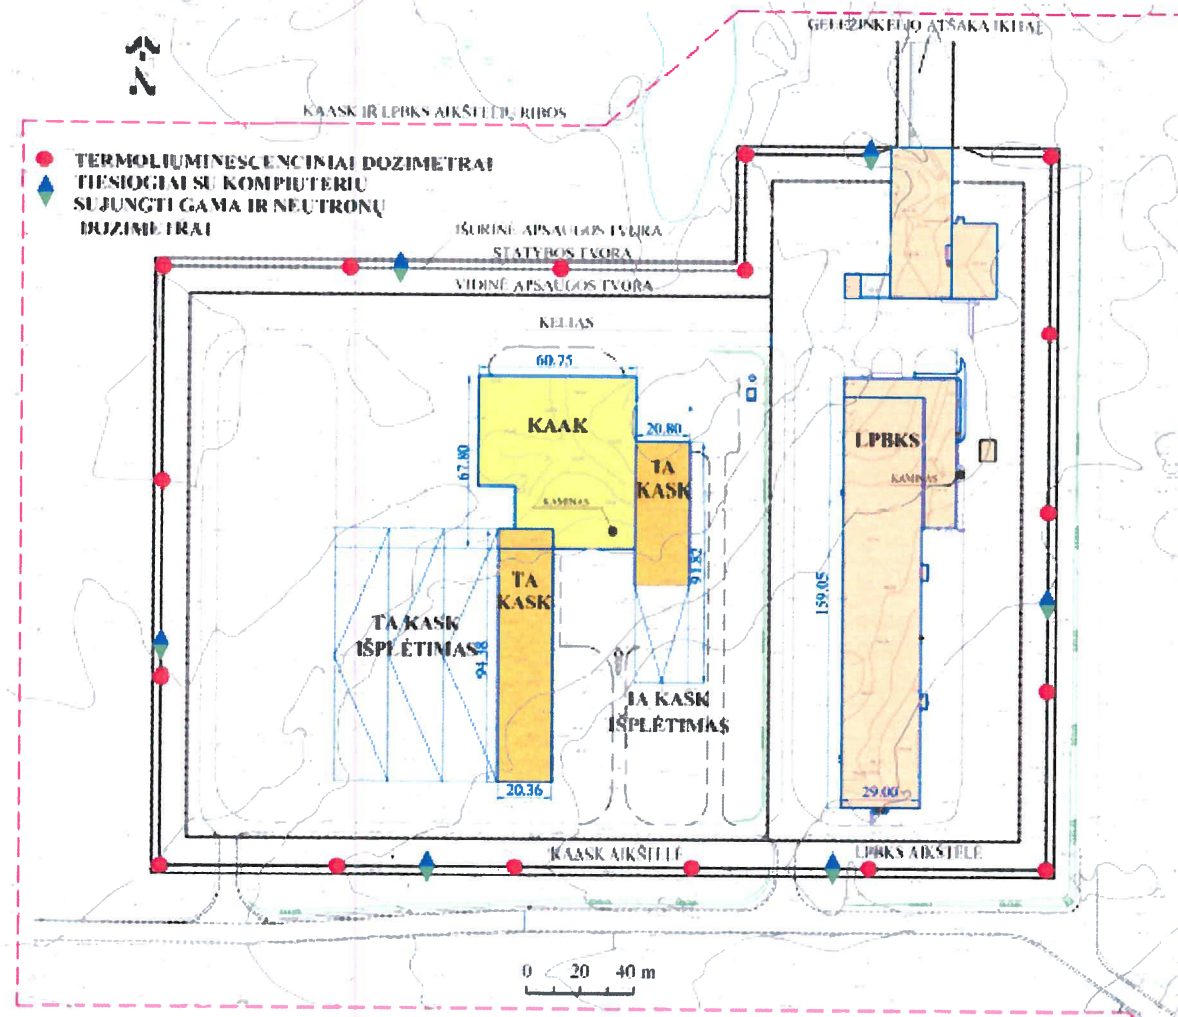 GELEŽINKELIO ATŠAKA IKI IAE
N
KAASK IR LPBKS AIKŠTELIŲ RIBOS
TERMOLIUMINESCENCINIAI DOZIMETRAI
TIESIOGIAI SU KOMPIUTERIU
SUJUNGTI GAMA IR NEUTRONŲ
DOZIMETRAI
IŠORINĖ APSAUGOS TVORA
STATYBOS TVORA
VIDINĖ APSAUGOS TVORA
KELIAS
60.75
KAAK
67.80
KAMINAS
20.80
TA
KASK
91.82
LPBKS
KAMINAS
159.05
29.00
TA
KASK
94.38
20.36
TA KASK
IŠPLĖTIMAS
TA KASK
IŠPLĖTIMAS
KAASK AIKŠTELĖ
LPBKS AIKŠTELĖ
0 20 40 m